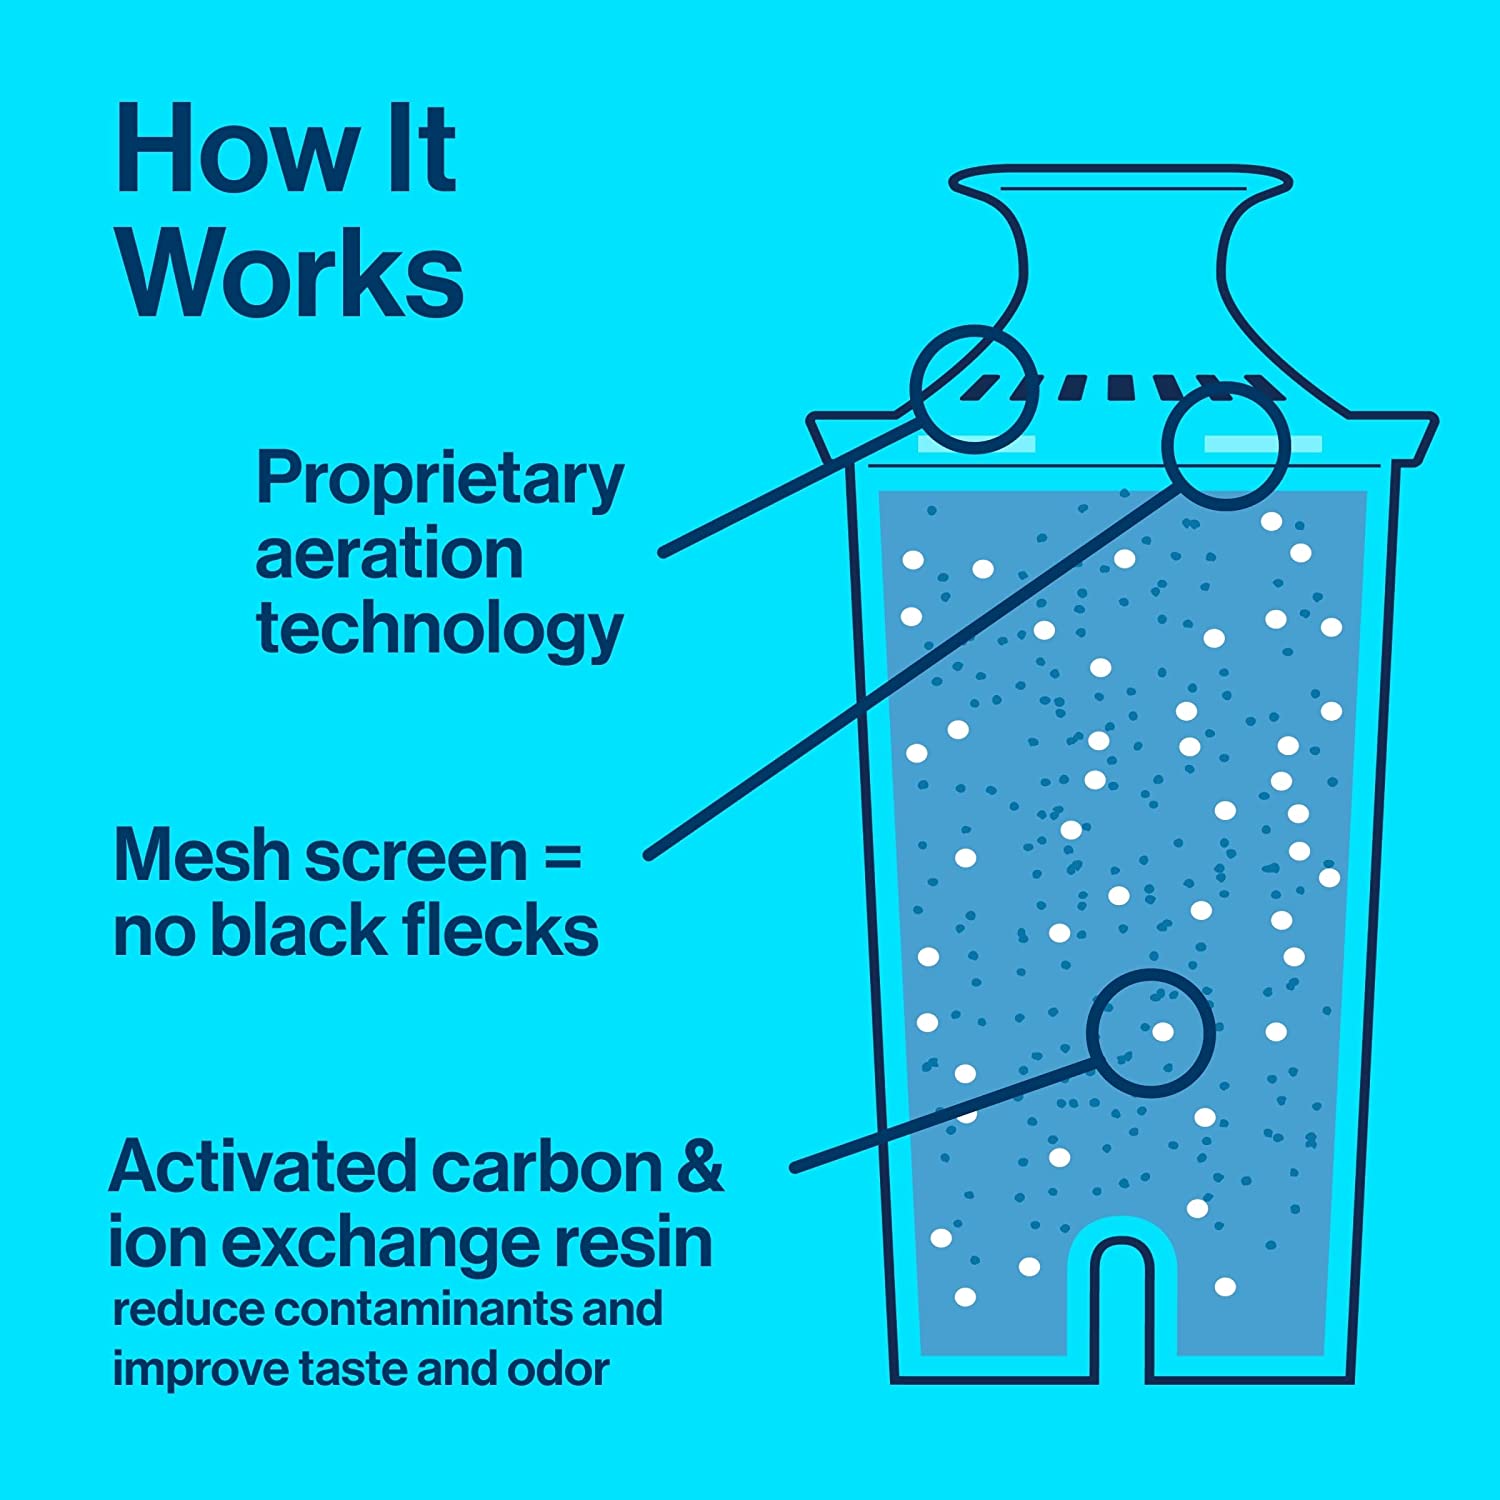 How It
Works
Proprietary
aeration
technology
Mesh screen =
no black flecks
Activated carbon &
ion exchange resin
reduce contaminants and
improve taste and odor